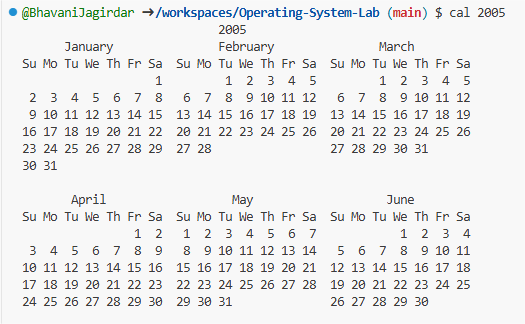 @BhavaniJagirdar ➜/workspaces/Operating-System-Lab (main) $ cal 2005
                            2005
      January               February               March
Su Mo Tu We Th Fr Sa  Su Mo Tu We Th Fr Sa  Su Mo Tu We Th Fr Sa
                   1         1  2  3  4  5         1  2  3  4  5
 2  3  4  5  6  7  8   6  7  8  9 10 11 12   6  7  8  9 10 11 12
 9 10 11 12 13 14 15  13 14 15 16 17 18 19  13 14 15 16 17 18 19
16 17 18 19 20 21 22  20 21 22 23 24 25 26  20 21 22 23 24 25 26
23 24 25 26 27 28 29  27 28                 27 28 29 30 31
30 31
       April                  May                   June
Su Mo Tu We Th Fr Sa  Su Mo Tu We Th Fr Sa  Su Mo Tu We Th Fr Sa
                1  2   1  2  3  4  5  6  7            1  2  3  4
 3  4  5  6  7  8  9   8  9 10 11 12 13 14   5  6  7  8  9 10 11
10 11 12 13 14 15 16  15 16 17 18 19 20 21  12 13 14 15 16 17 18
17 18 19 20 21 22 23  22 23 24 25 26 27 28  19 20 21 22 23 24 25
24 25 26 27 28 29 30  29 30 31              26 27 28 29 30